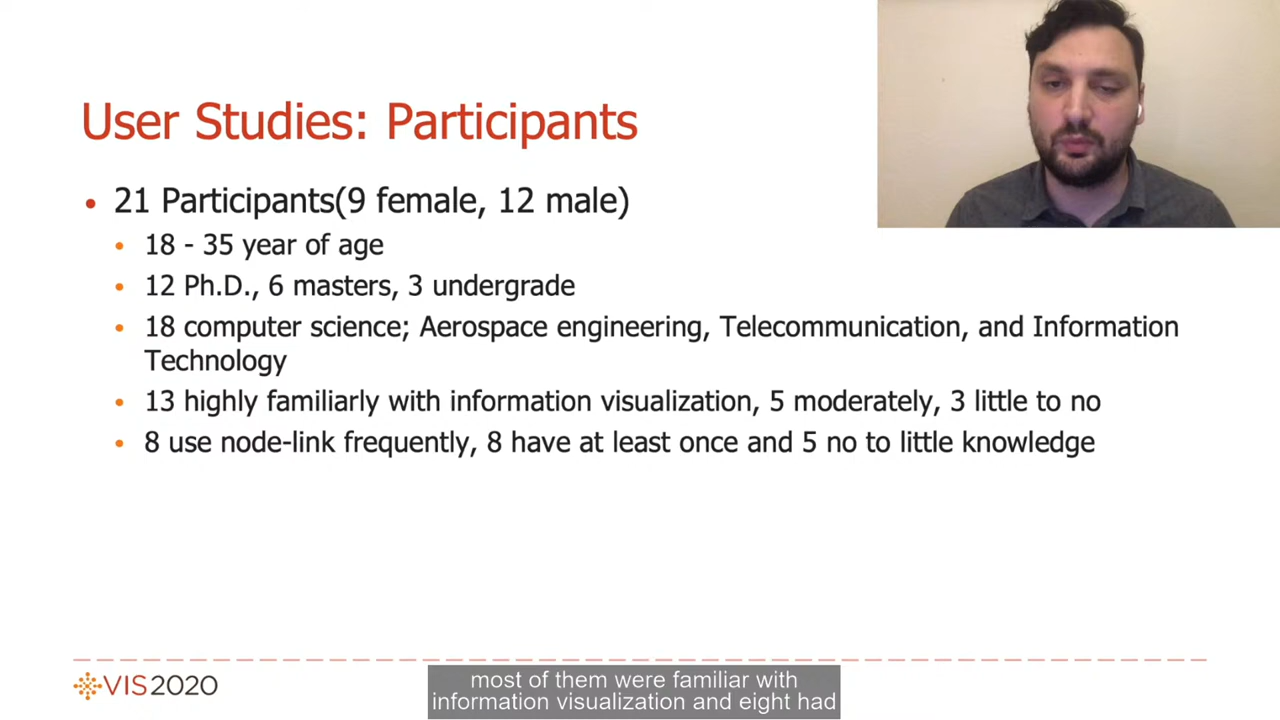 User Studies: Participants
21 Participants(9 female, 12 male)
18 - 35 year of age
12 Ph.D., 6 masters, 3 undergrade
18 computer science; Aerospace engineering, Telecommunication, and Information
Technology
13 highly familiarly with information visualization, 5 moderately, 3 little to no
8 use node-link frequently, 8 have at least once and 5 no to little knowledge
VIS2020
most of them were familiar with
information visualization and eight had